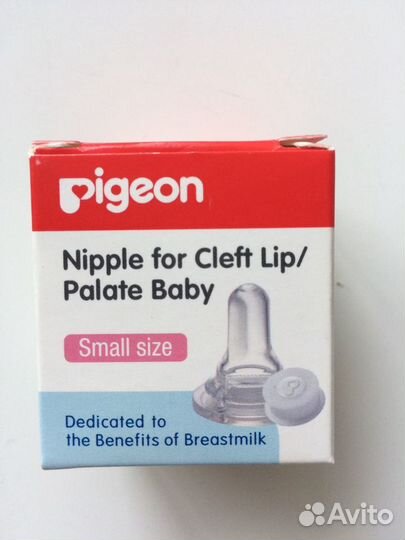 pigeon
Nipple for Cleft Lip/
Palate Baby
Small size
Dedicated to
the Benefits of Breastmilk
Avito